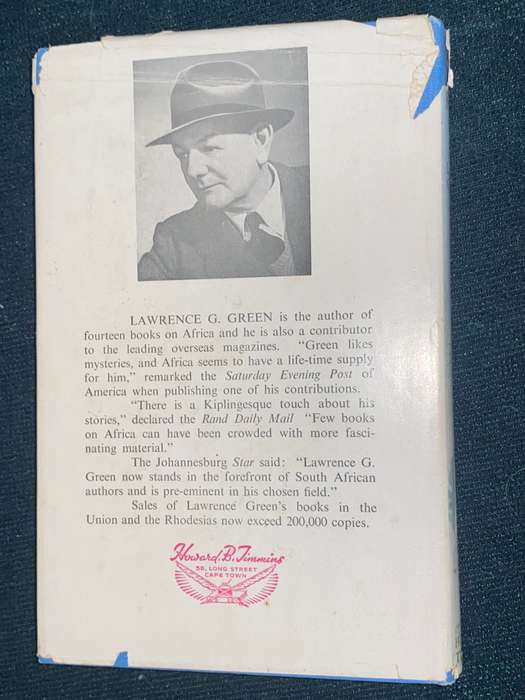 LAWRENCE G. GREEN is the author of
fourteen books on Africa and he is also a contributor
to the leading overseas magazines. "Green likes
mysteries, and Africa seems to have a life-time supply
for him," remarked the Saturday Evening Post of
America when publishing one of his contributions.
"There is a Kiplingesque touch about his
stories," declared the Rand Daily Mail "Few books
on Africa can have been crowded with more fasci-
nating material."
The Johannesburg Star said: "Lawrence G.
Green now stands in the forefront of South African
authors and is pre-eminent in his chosen field."
Sales of Lawrence Green's books in the
Union and the Rhodesias now exceed 200,000 copies.
Howard. B. Timmins
58, LONG STREET
CAPE TOWN